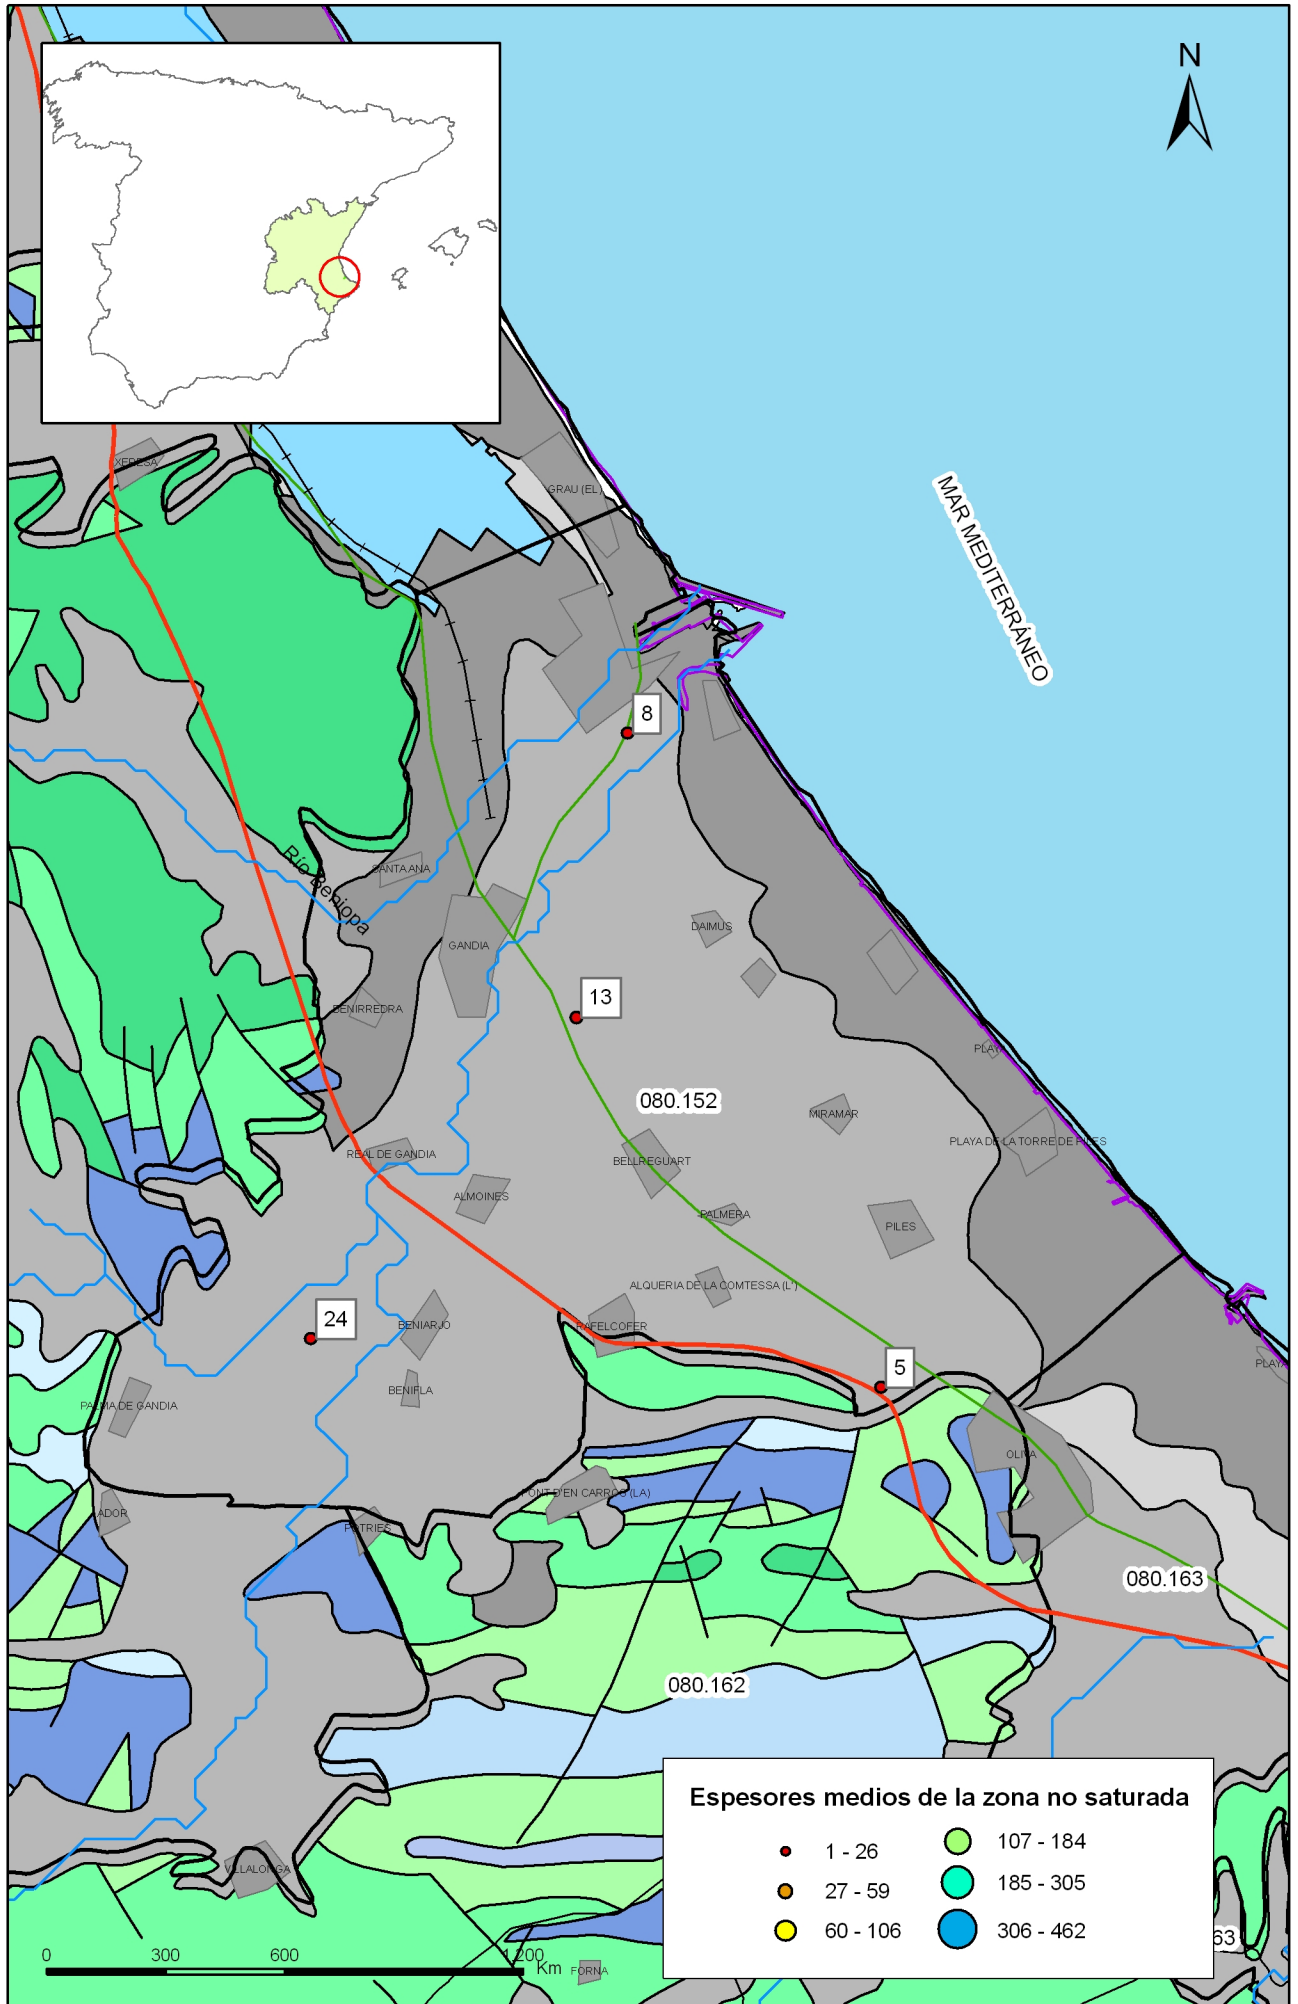 N
MAR MEDITERRÁNEO
XERESA
GRAU (EL)
8
Río Beniopa
SANTA ANA
GANDIA
DAIMUS
13
BENIRREDRA
080.152
MIRAMAR
PLAYA DE LA TORRE DE PILES
REAL DE GANDIA
BELLREGUART
ALMOINES
PALMERA
PILES
ALQUERIA DE LA COMTESSA (L')
24
BENIARJO
RAFELCOFER
5
BENIFLA
PALMA DE GANDIA
OLIVA
FONT D'EN CARROS (LA)
ADOR
POTRIES
080.163
080.162
VILLALONGA
Espesores medios de la zona no saturada
1 - 26
27 - 59
60 - 106
107 - 184
185 - 305
306 - 462
63
0 300 600 1.200
Km
FORNA